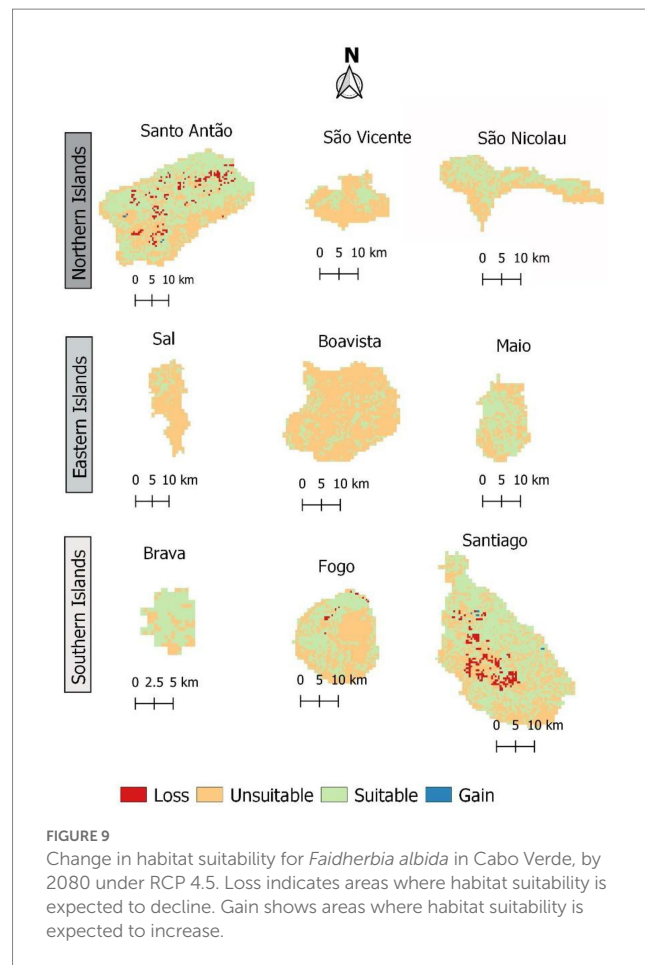 N
Northern Islands
Santo Antão
São Vicente
São Nicolau
0 5 10 km
0 5 10 km
0 5 10 km
Eastern Islands
Sal
Boavista
Maio
0 5 10 km
0 5 10 km
0 5 10 km
Southern Islands
Brava
Fogo
Santiago
0 2.5 5 km
0 5 10 km
0 5 10 km
Loss Unsuitable Suitable Gain
FIGURE 9
Change in habitat suitability for Faidherbia albida in Cabo Verde, by
2080 under RCP 4.5. Loss indicates areas where habitat suitability is
expected to decline. Gain shows areas where habitat suitability is
expected to increase.